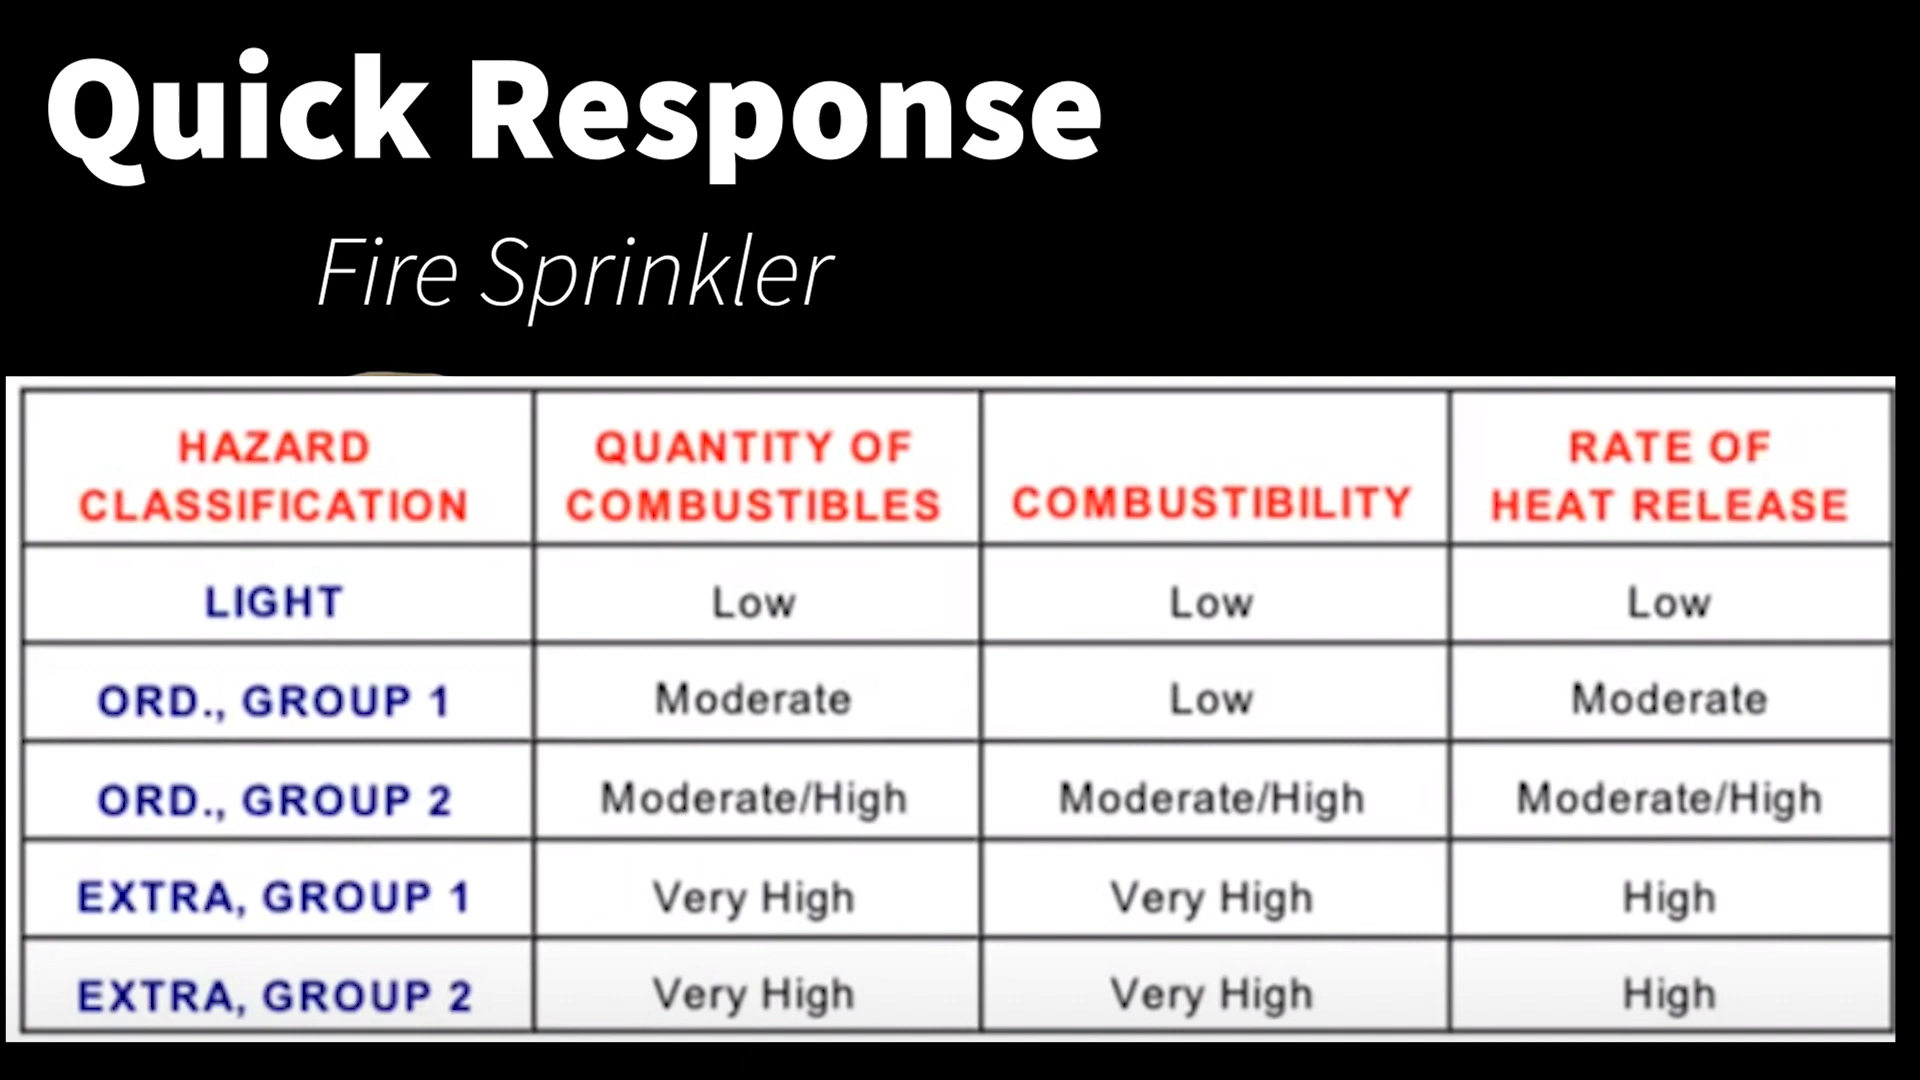 Quick Response
Fire Sprinkler
HAZARD CLASSIFICATION QUANTITY OF COMBUSTIBLES COMBUSTIBILITY RATE OF HEAT RELEASE
LIGHT Low Low Low
ORD., GROUP 1 Moderate Low Moderate
ORD., GROUP 2 Moderate/High Moderate/High Moderate/High
EXTRA, GROUP 1 Very High Very High High
EXTRA, GROUP 2 Very High Very High High